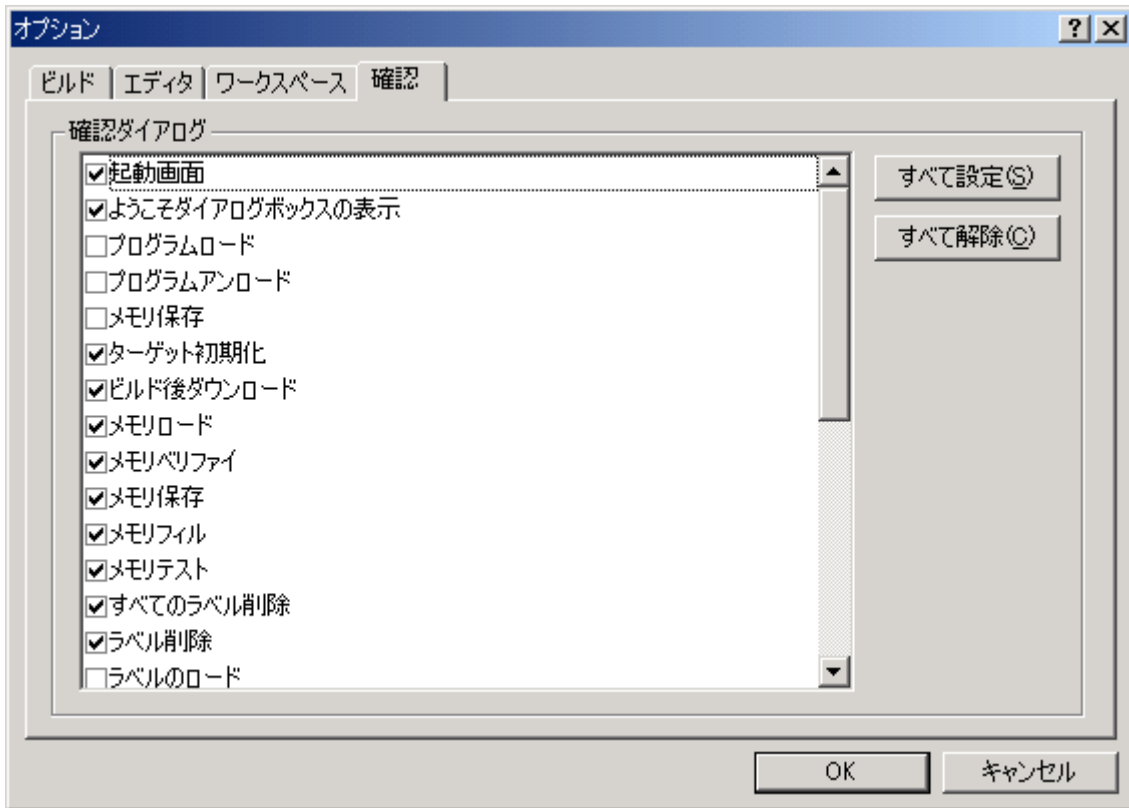 オプション
ビルド エディタ ワークスペース 確認
確認ダイアログ
起動画面
ようこそダイアログボックスの表示
プログラムロード
プログラムアンロード
メモリ保存
ターゲット初期化
ビルド後ダウンロード
メモリロード
メモリベリファイ
メモリ保存
メモリフィル
メモリテスト
すべてのラベル削除
ラベル削除
ラベルのロード
すべて設定(S)
すべて解除(C)
OK キャンセル